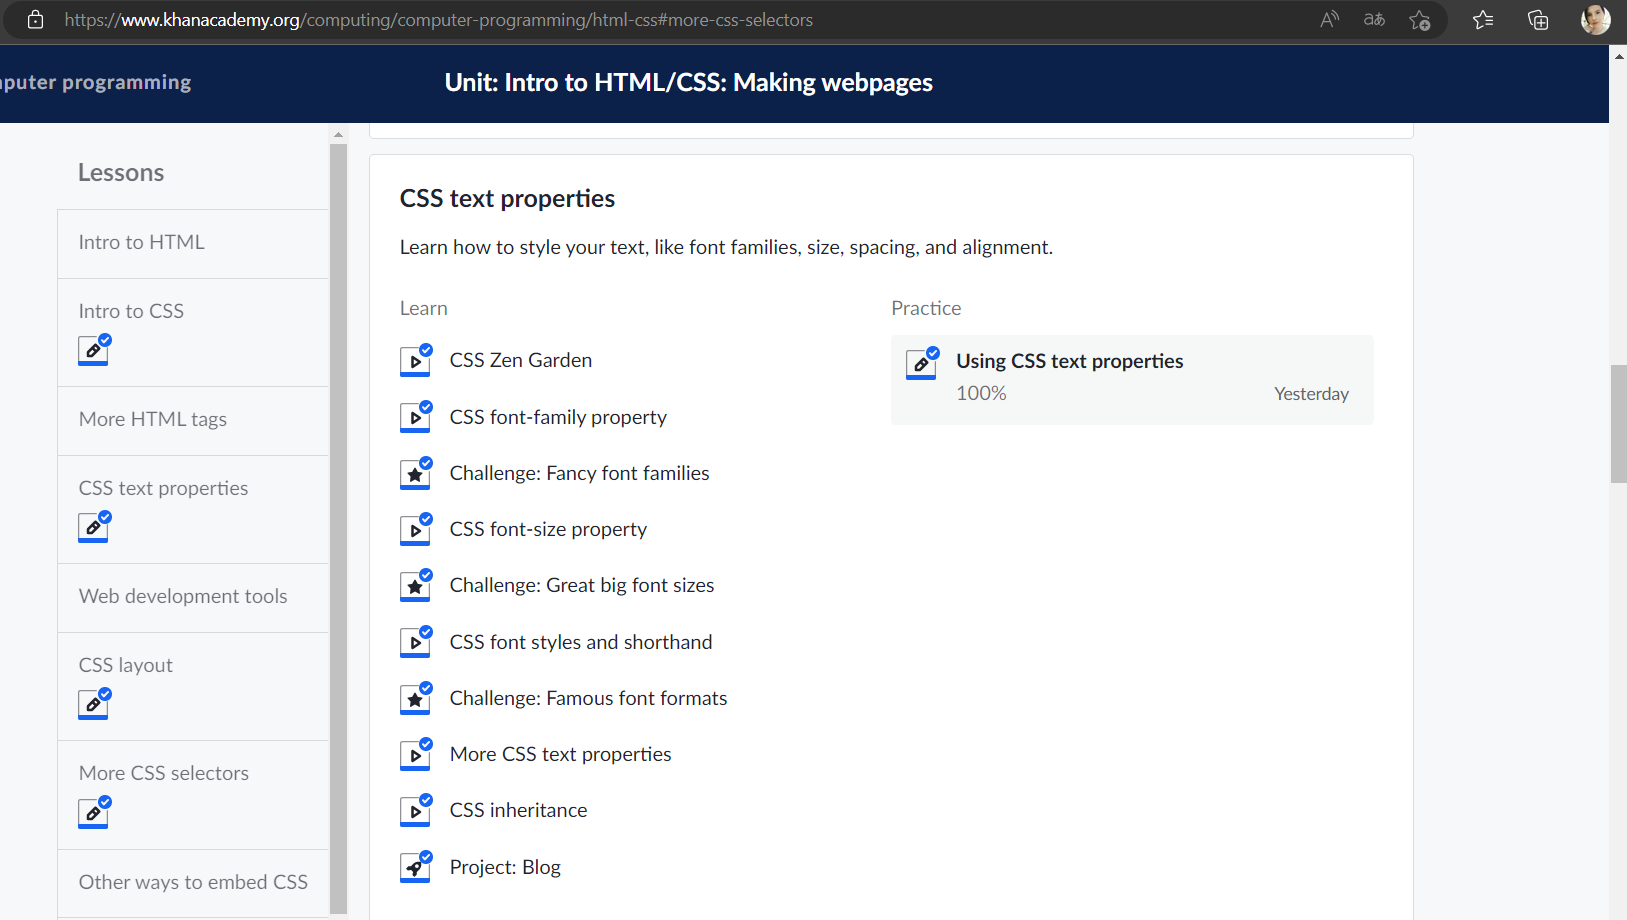 https://www.khanacademy.org/computing/computer-programming/html-css#more-css-selectors
puter programming
Unit: Intro to HTML/CSS: Making webpages
Lessons
Intro to HTML
Intro to CSS
More HTML tags
CSS text properties
Web development tools
CSS layout
More CSS selectors
Other ways to embed CSS
CSS text properties
Learn how to style your text, like font families, size, spacing, and alignment.
Learn
CSS Zen Garden
CSS font-family property
Challenge: Fancy font families
CSS font-size property
Challenge: Great big font sizes
CSS font styles and shorthand
Challenge: Famous font formats
More CSS text properties
CSS inheritance
Project: Blog
Practice
Using CSS text properties
100%
Yesterday